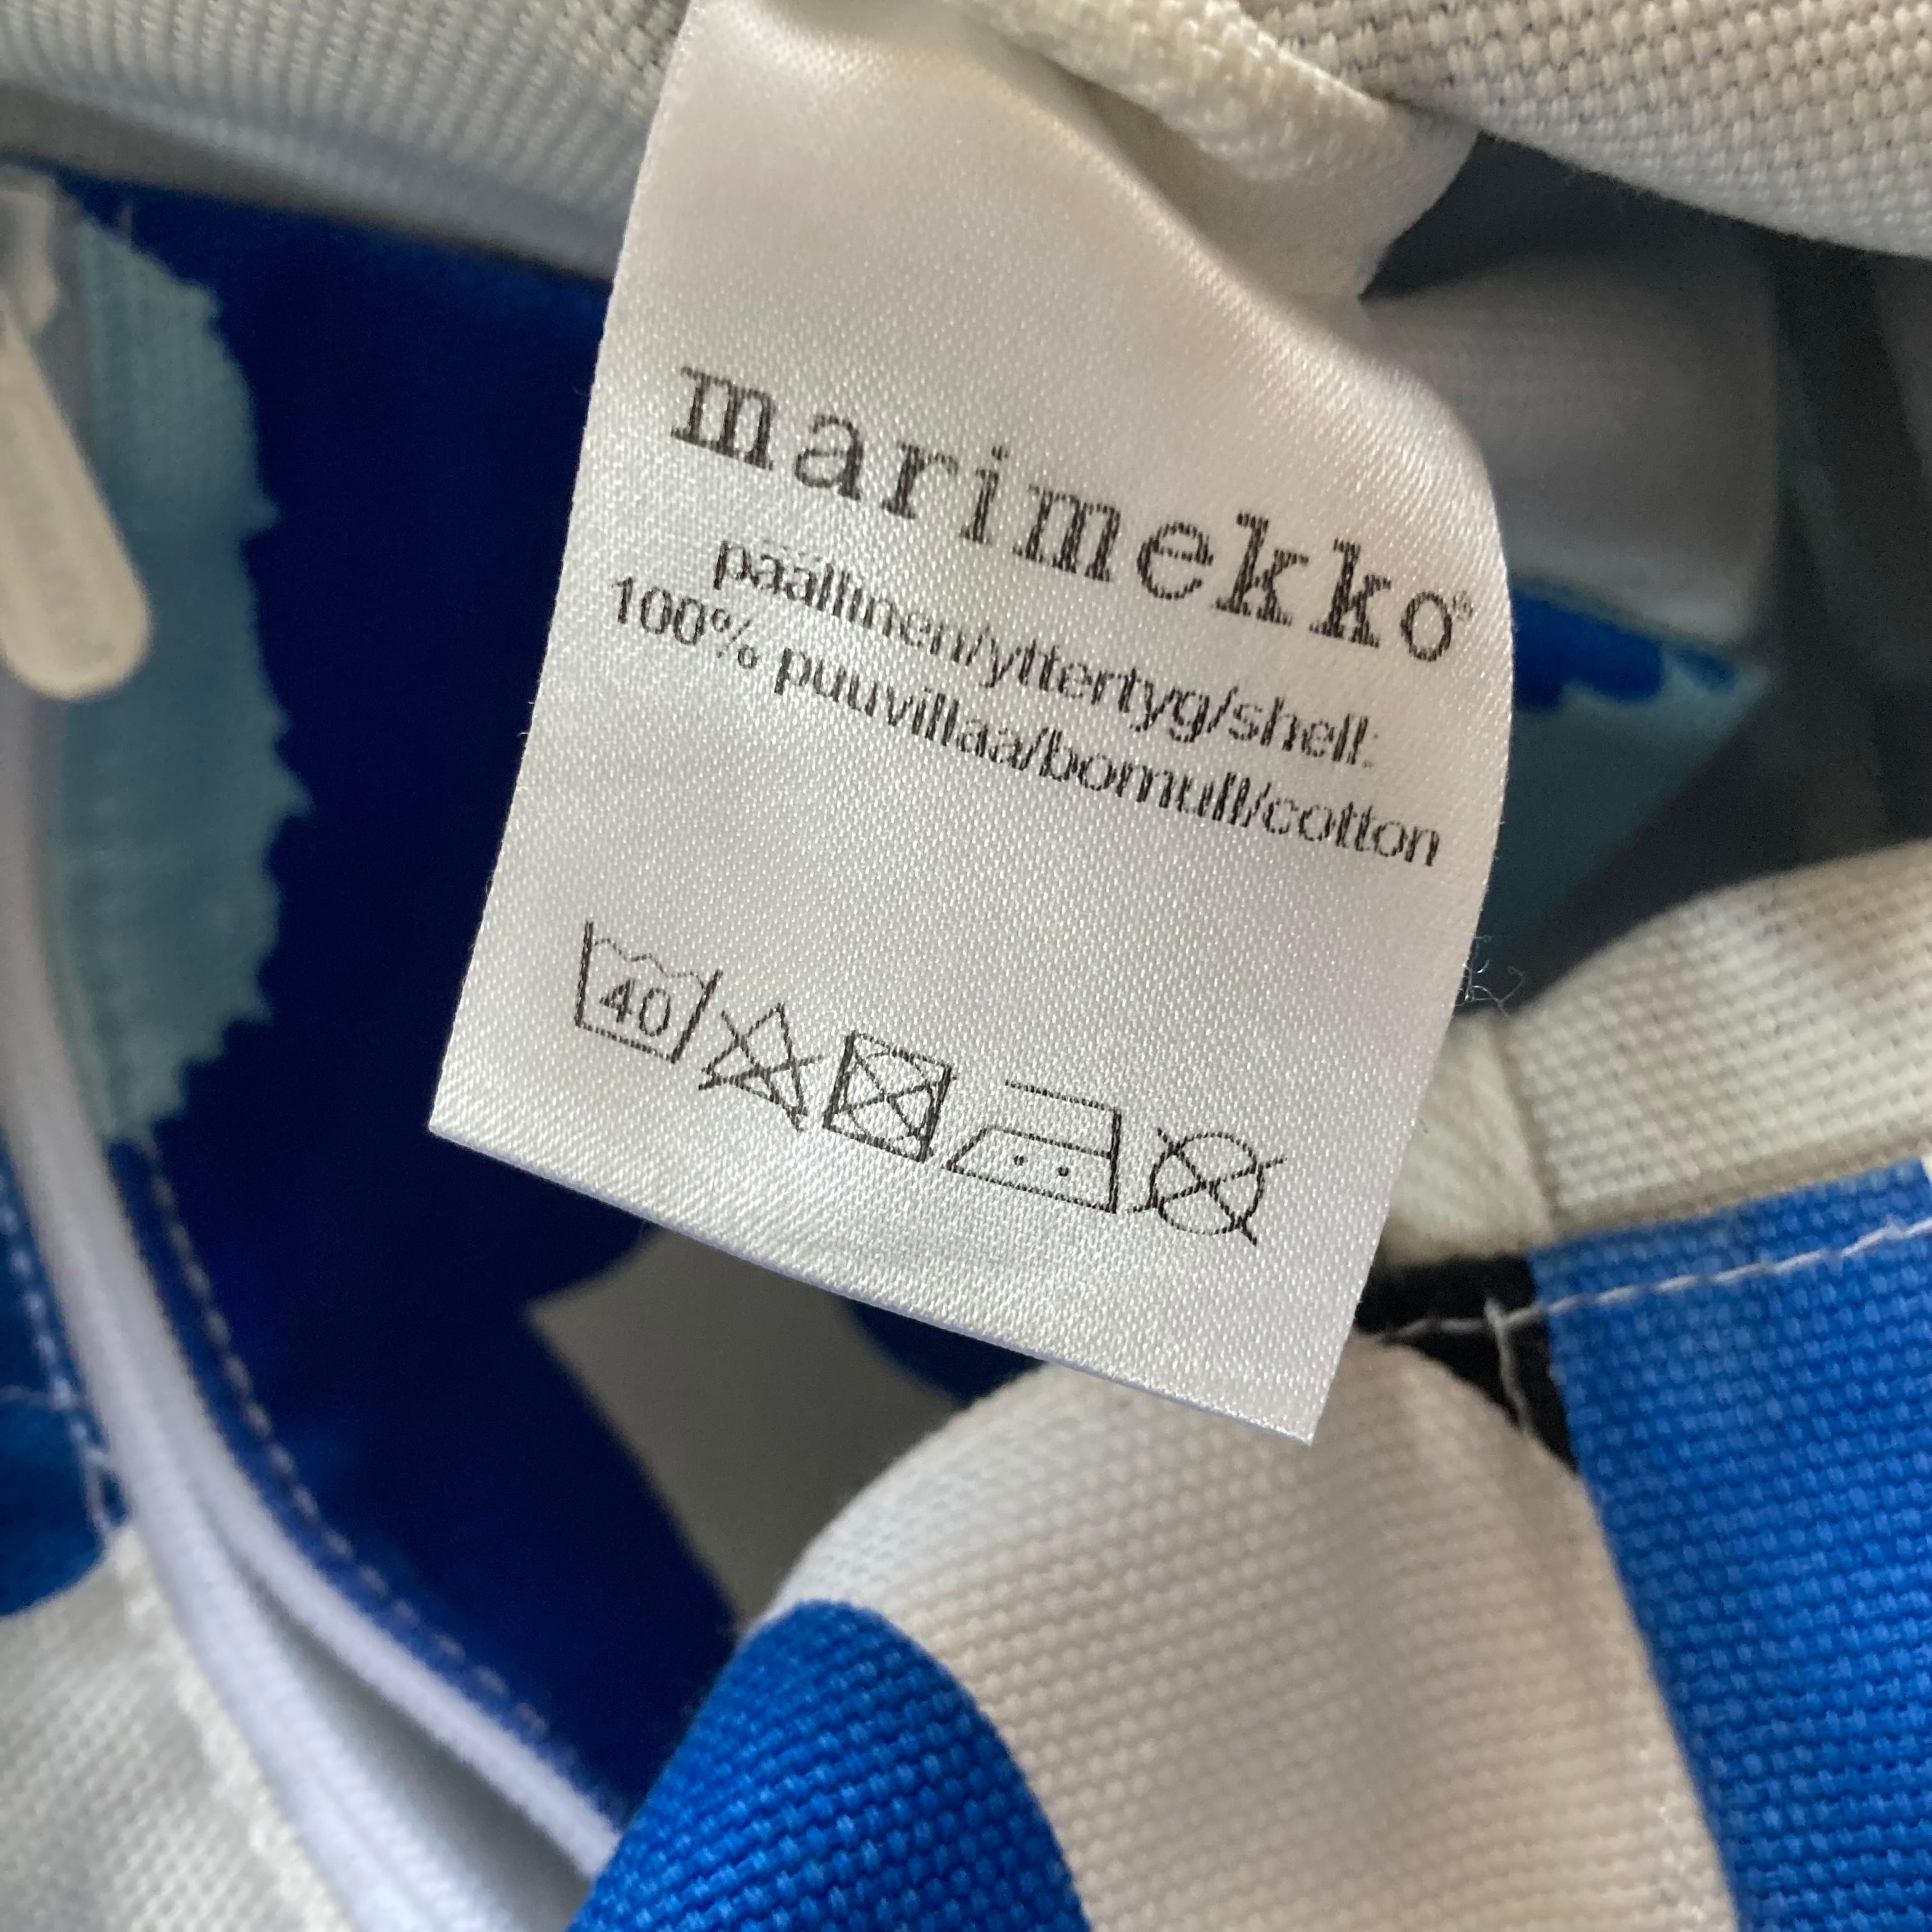 marimekko®
päällinen/yttertyg/shell:
100% puuvillaa/bomull/cotton
40